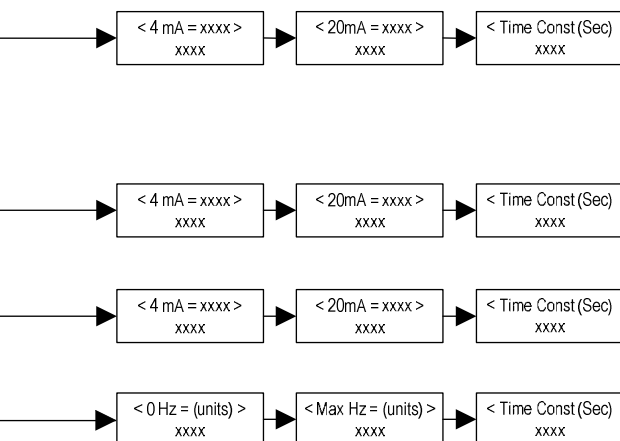 < 4 mA = xxxx > < 20mA = xxxx > < Time Const (Sec)
xxxx xxxx xxxx
< 4 mA = xxxx > < 20mA = xxxx > < Time Const (Sec)
xxxx xxxx xxxx
< 4 mA = xxxx > < 20mA = xxxx > < Time Const (Sec)
xxxx xxxx xxxx
< 0 Hz = (units) > < Max Hz = (units) > < Time Const (Sec)
xxxx xxxx xxxx